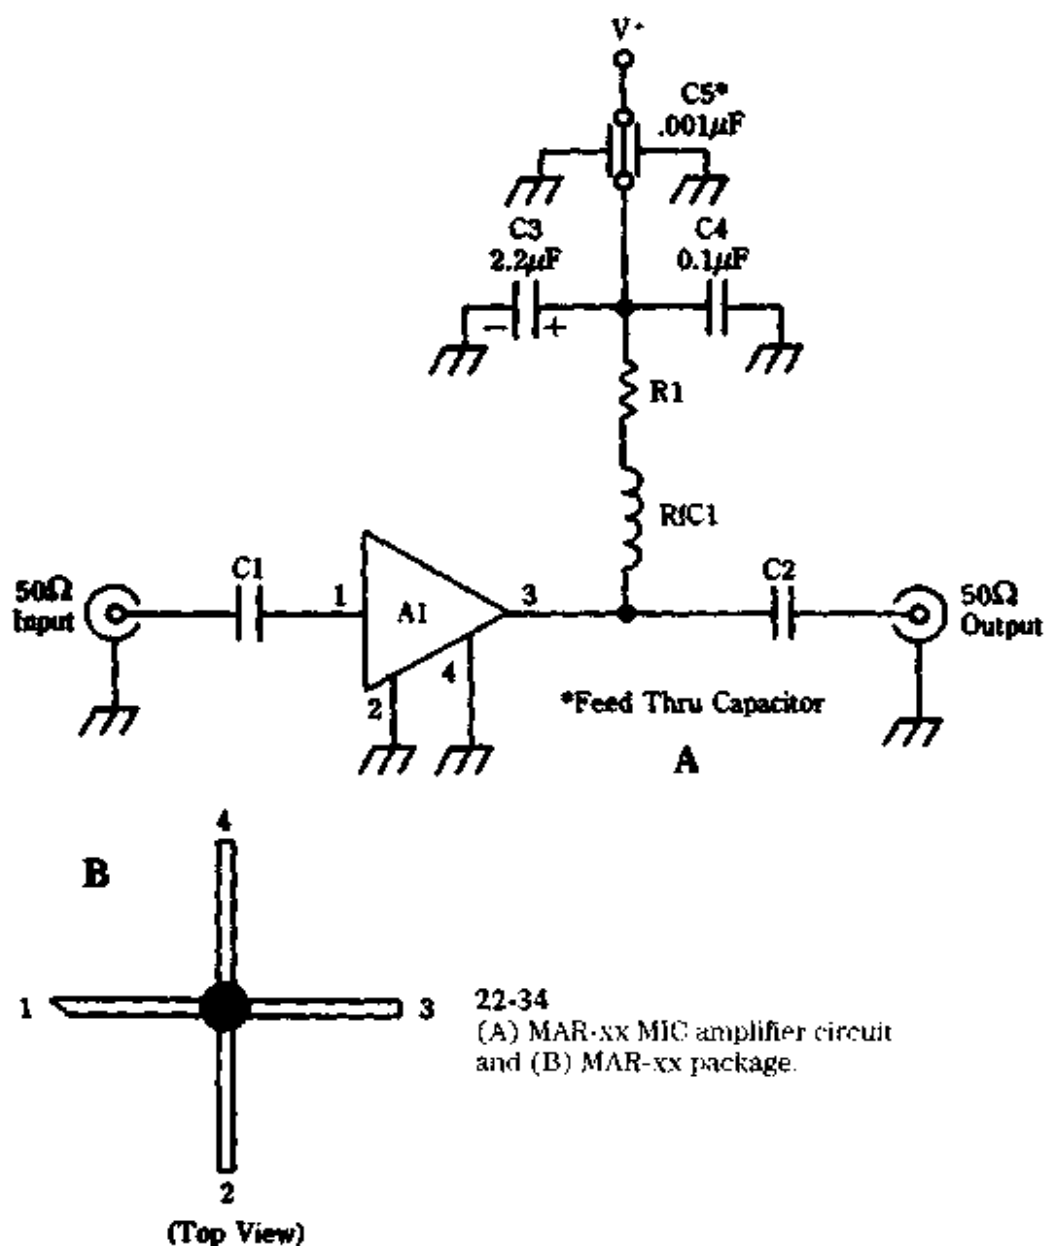 V+
C5*
.001μF
C3
2.2μF
C4
0.1μF
− +
R1
RfC1
50Ω
Input
C1
1
A1
3
C2
50Ω
Output
2
4
*Feed Thru Capacitor
A
B
4
1
3
2
(Top View)
22-34
(A) MAR-xx MIC amplifier circuit
and (B) MAR-xx package.